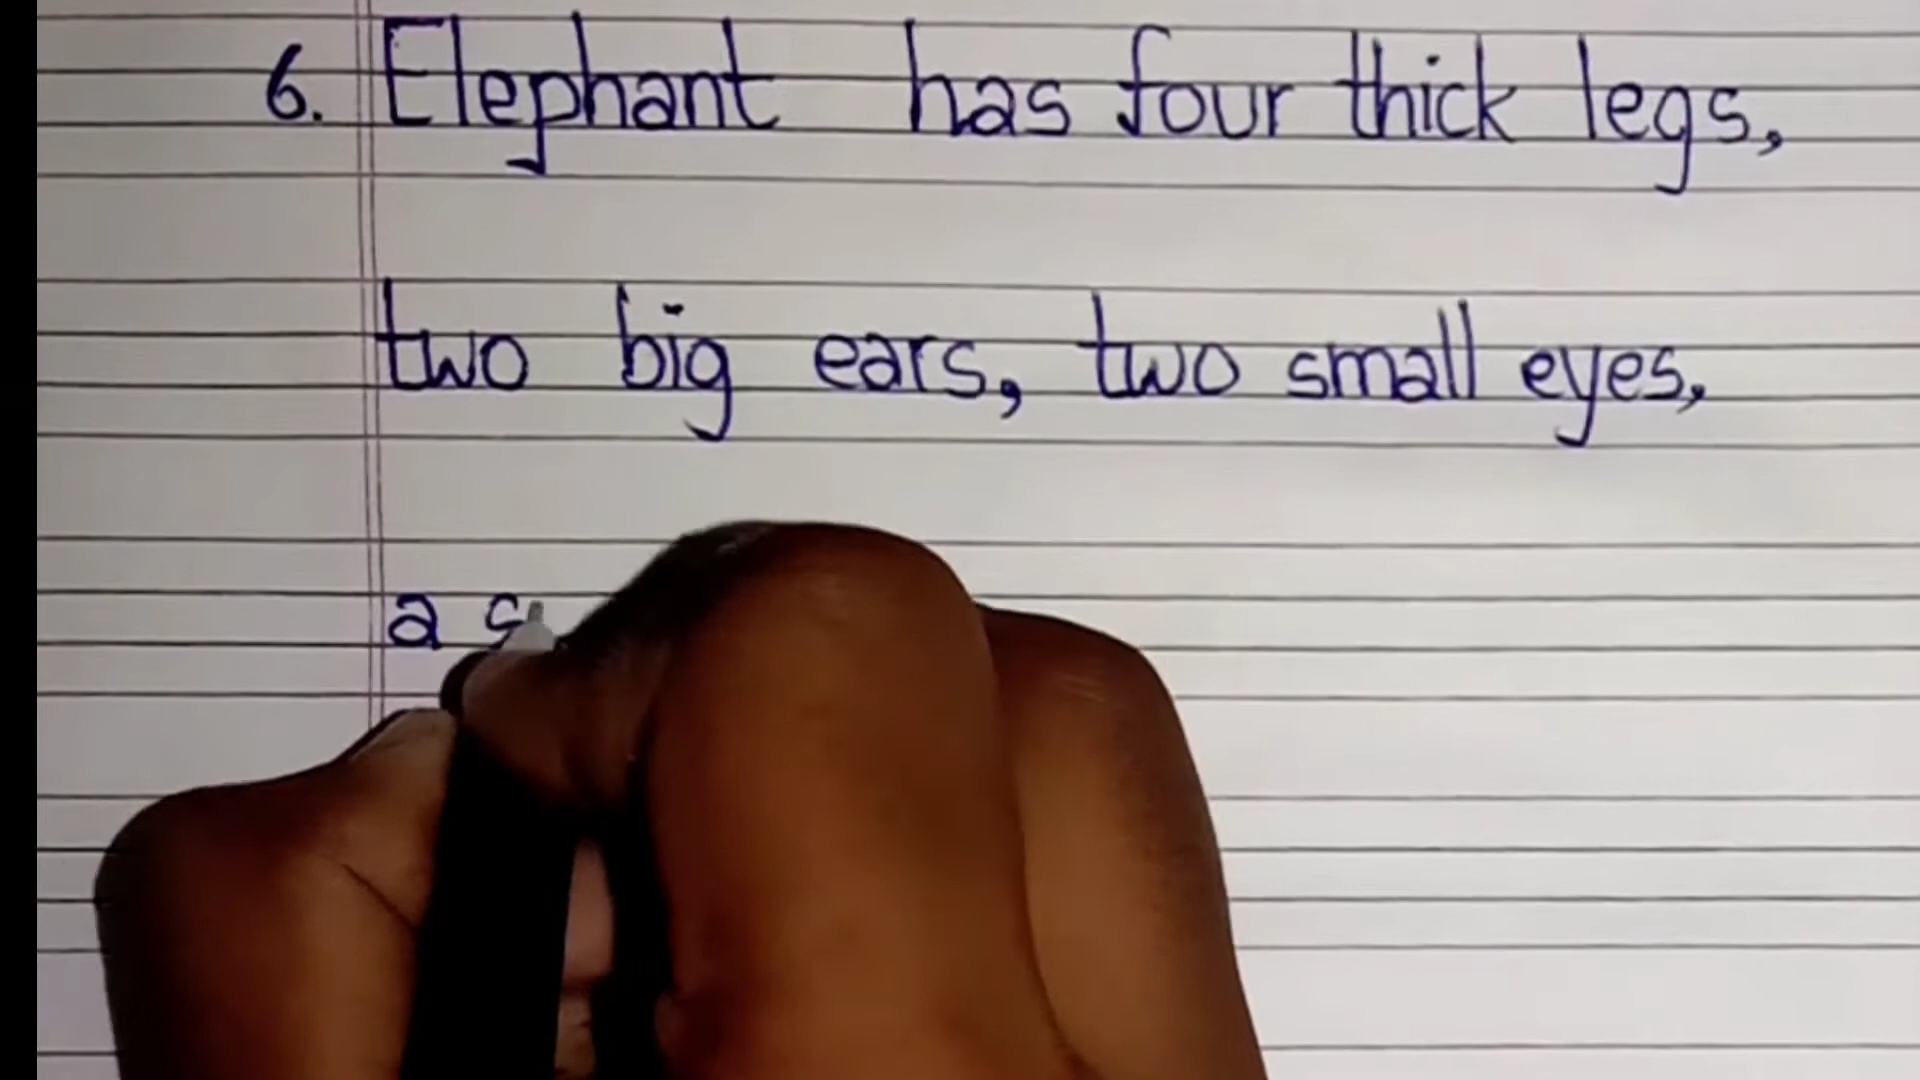 6. Elephant has four thick legs,
two big ears, two small eyes,
a